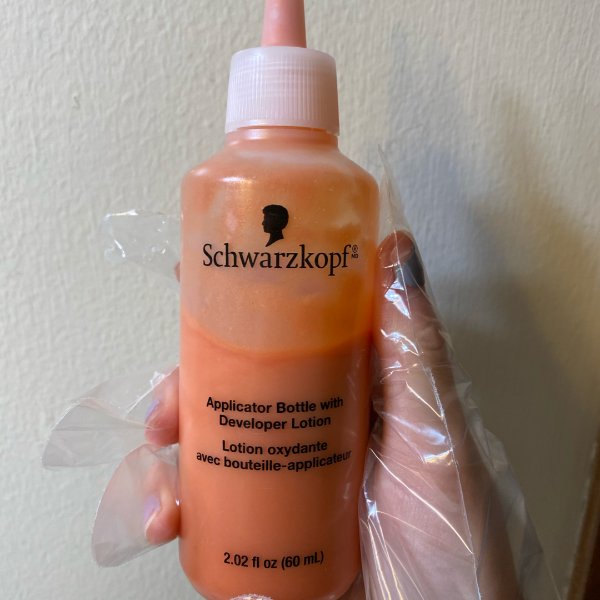 Schwarzkopf®
Applicator Bottle with
Developer Lotion
Lotion oxydante
avec bouteille-applicateur
2.02 fl oz (60 mL)